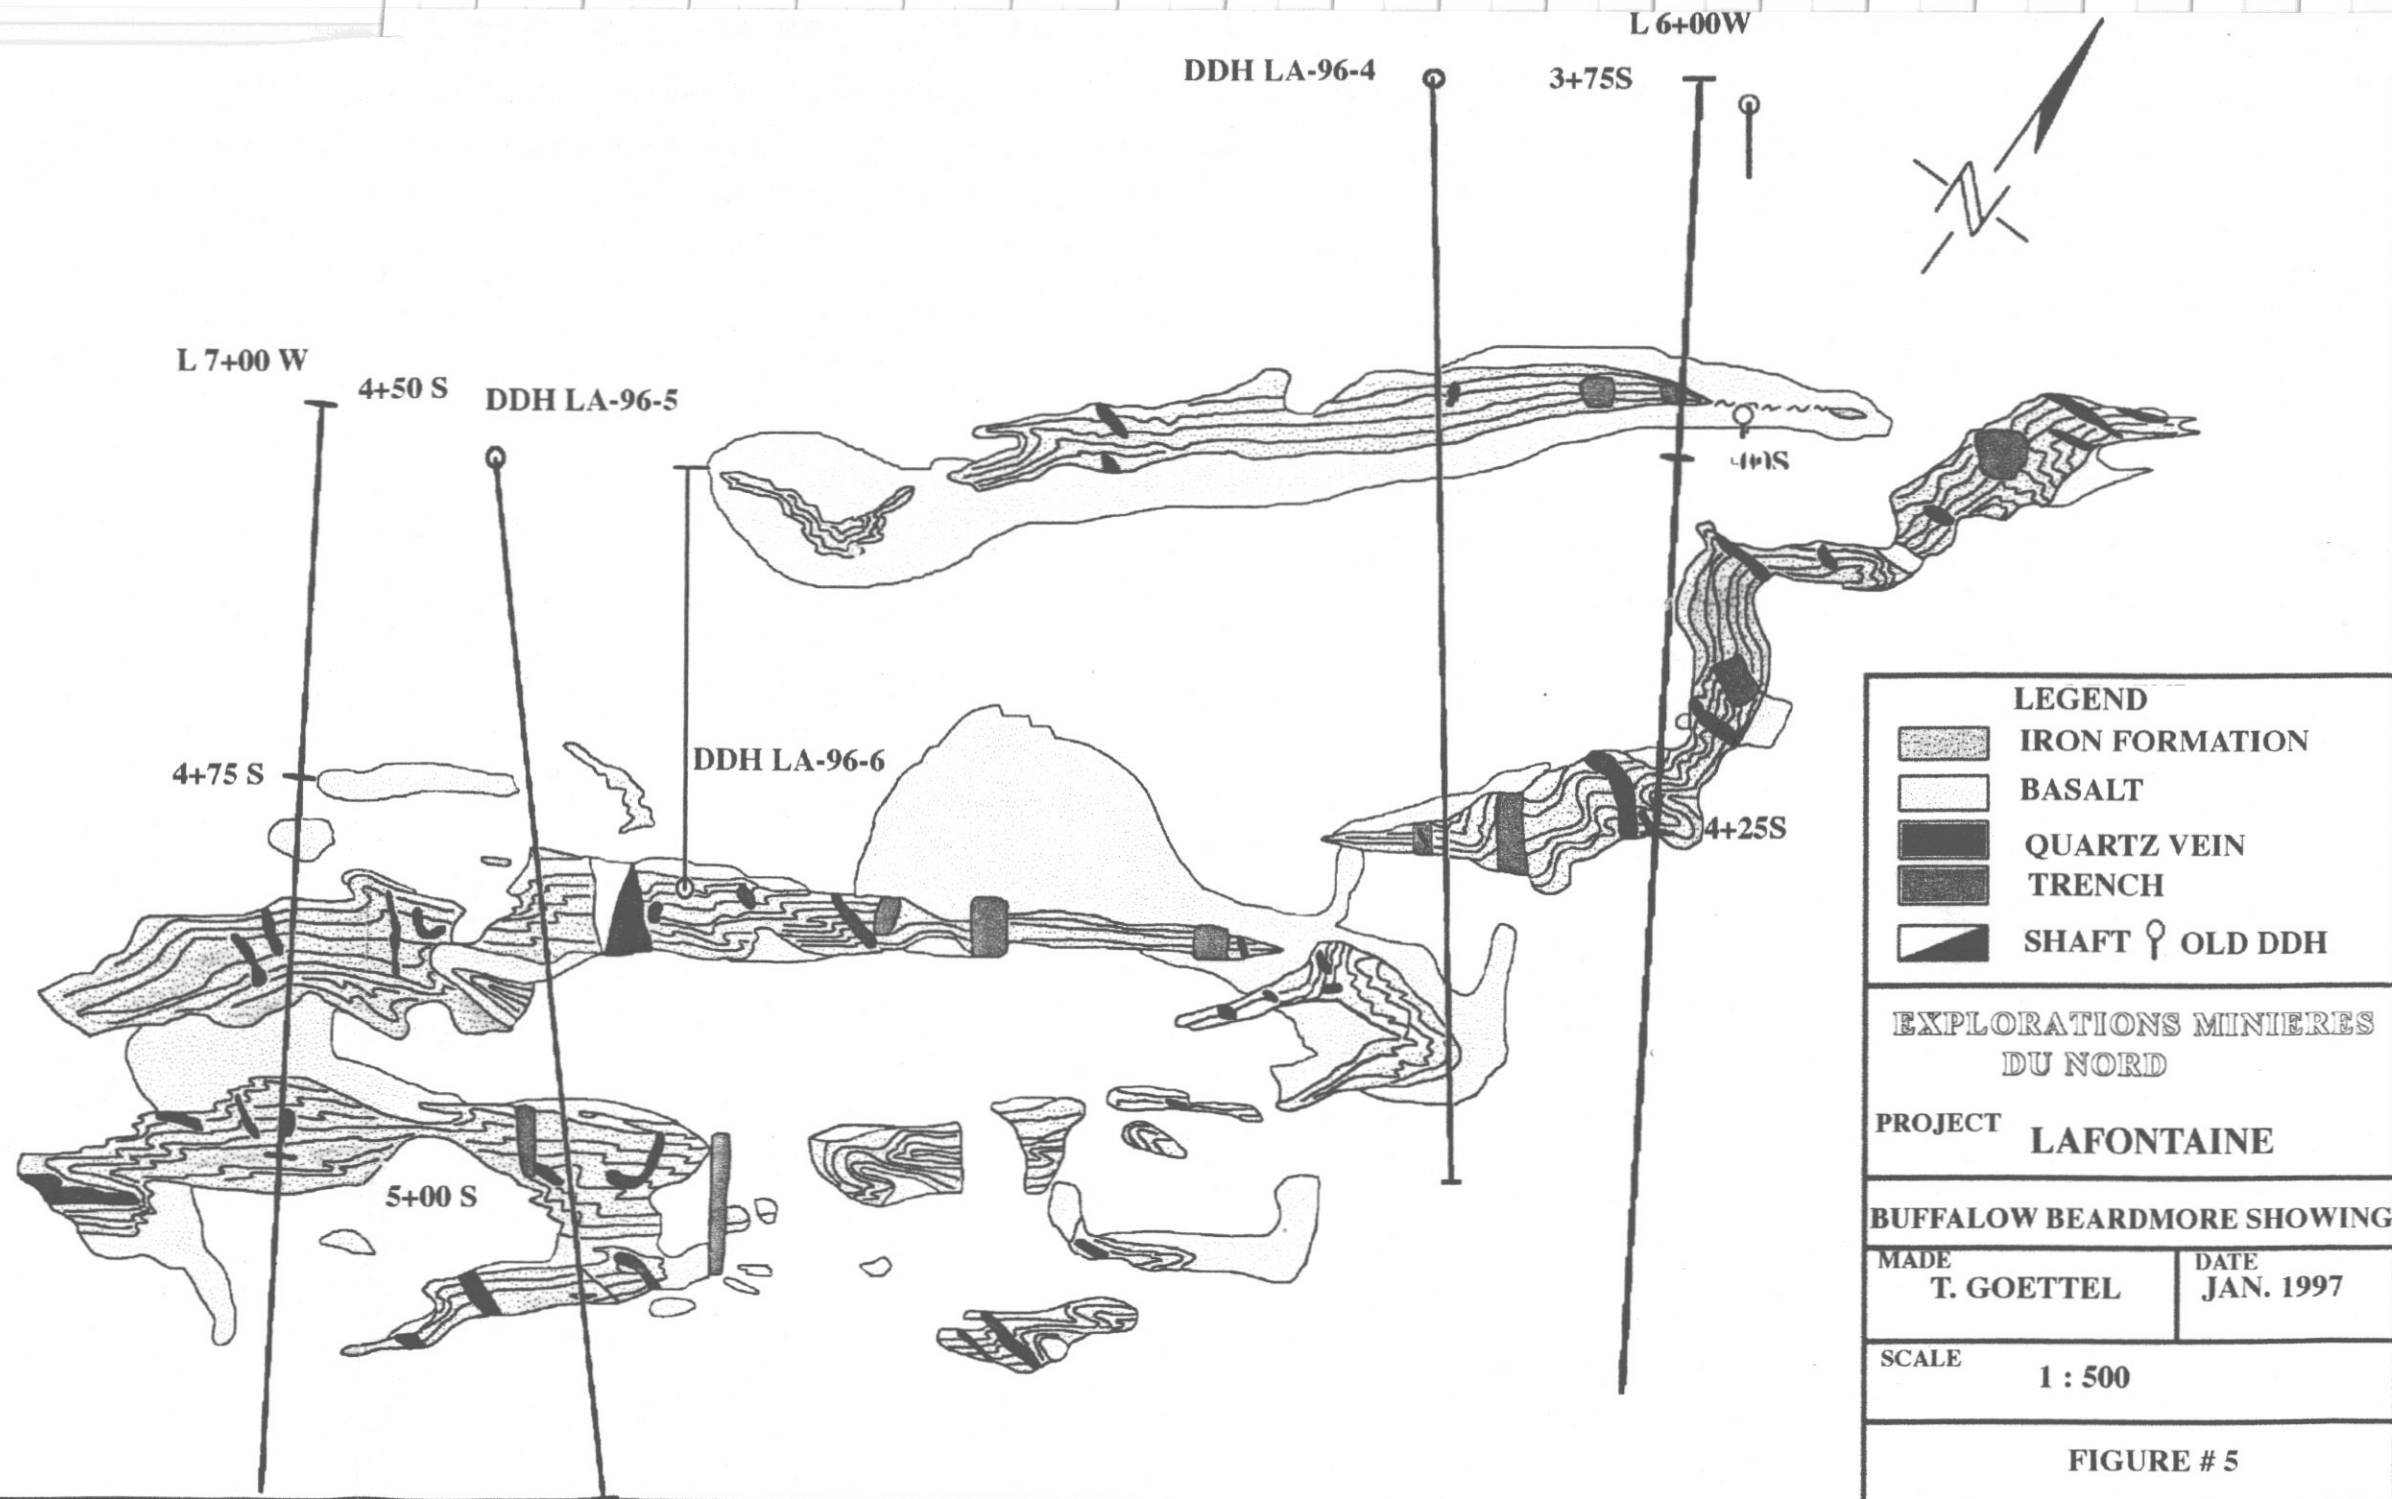 L 6+00W
DDH LA-96-4
3+75S
N
L 7+00 W
4+50 S
DDH LA-96-5
DDH LA-96-6
4+75 S
4+25S
5+00 S
LEGEND
IRON FORMATION
BASALT
QUARTZ VEIN
TRENCH
SHAFT OLD DDH
EXPLORATIONS MINIERES
DU NORD
PROJECT LAFONTAINE
BUFFALOW BEARDMORE SHOWING
MADE
T. GOETTEL
DATE
JAN. 1997
SCALE
1 : 500
FIGURE # 5